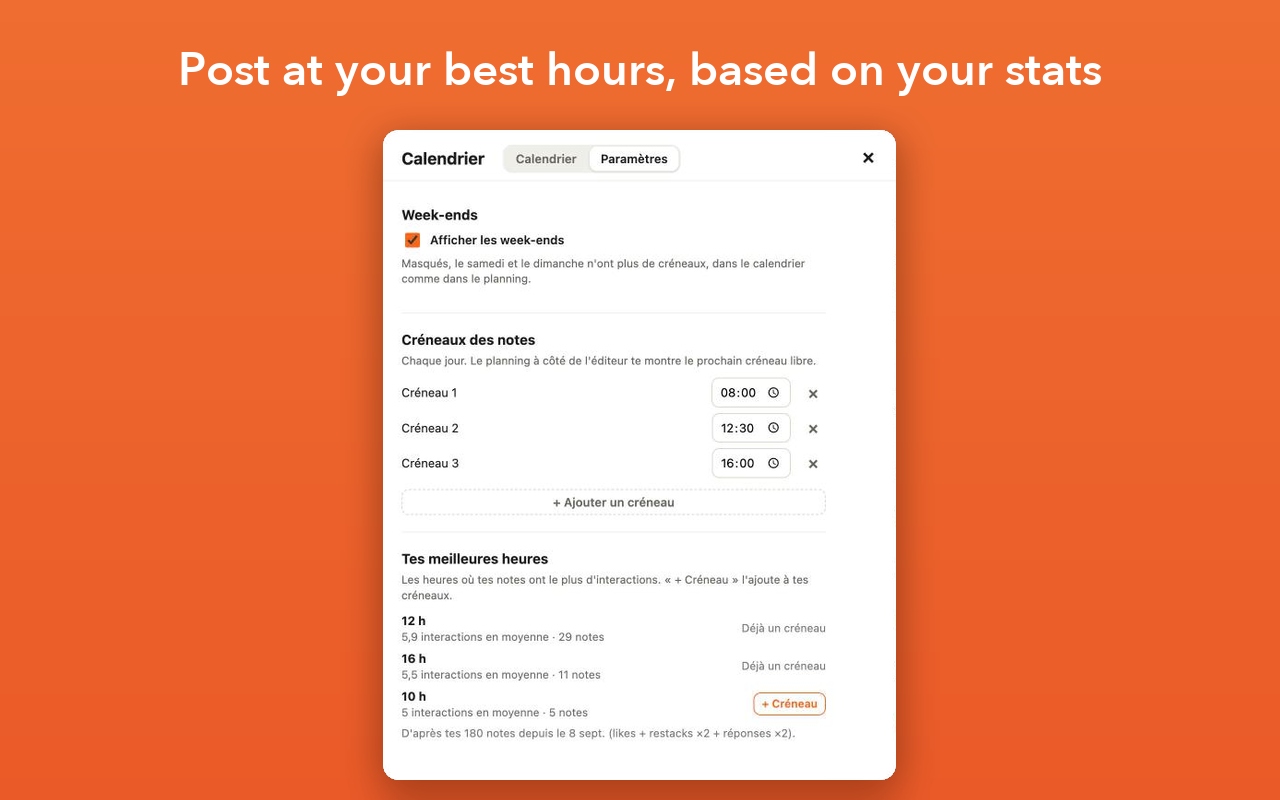 Post at your best hours, based on your stats
Calendrier Calendrier Paramètres ×
Week-ends
Afficher les week-ends
Masqués, le samedi et le dimanche n'ont plus de créneaux, dans le calendrier
comme dans le planning.
Créneaux des notes
Chaque jour. Le planning à côté de l'éditeur te montre le prochain créneau libre.
Créneau 1 08:00 ×
Créneau 2 12:30 ×
Créneau 3 16:00 ×
+ Ajouter un créneau
Tes meilleures heures
Les heures où tes notes ont le plus d'interactions. « + Créneau » l'ajoute à tes
créneaux.
12 h
5,9 interactions en moyenne · 29 notes Déjà un créneau
16 h
5,5 interactions en moyenne · 11 notes Déjà un créneau
10 h
5 interactions en moyenne · 5 notes + Créneau
D'après tes 180 notes depuis le 8 sept. (likes + restacks ×2 + réponses ×2).